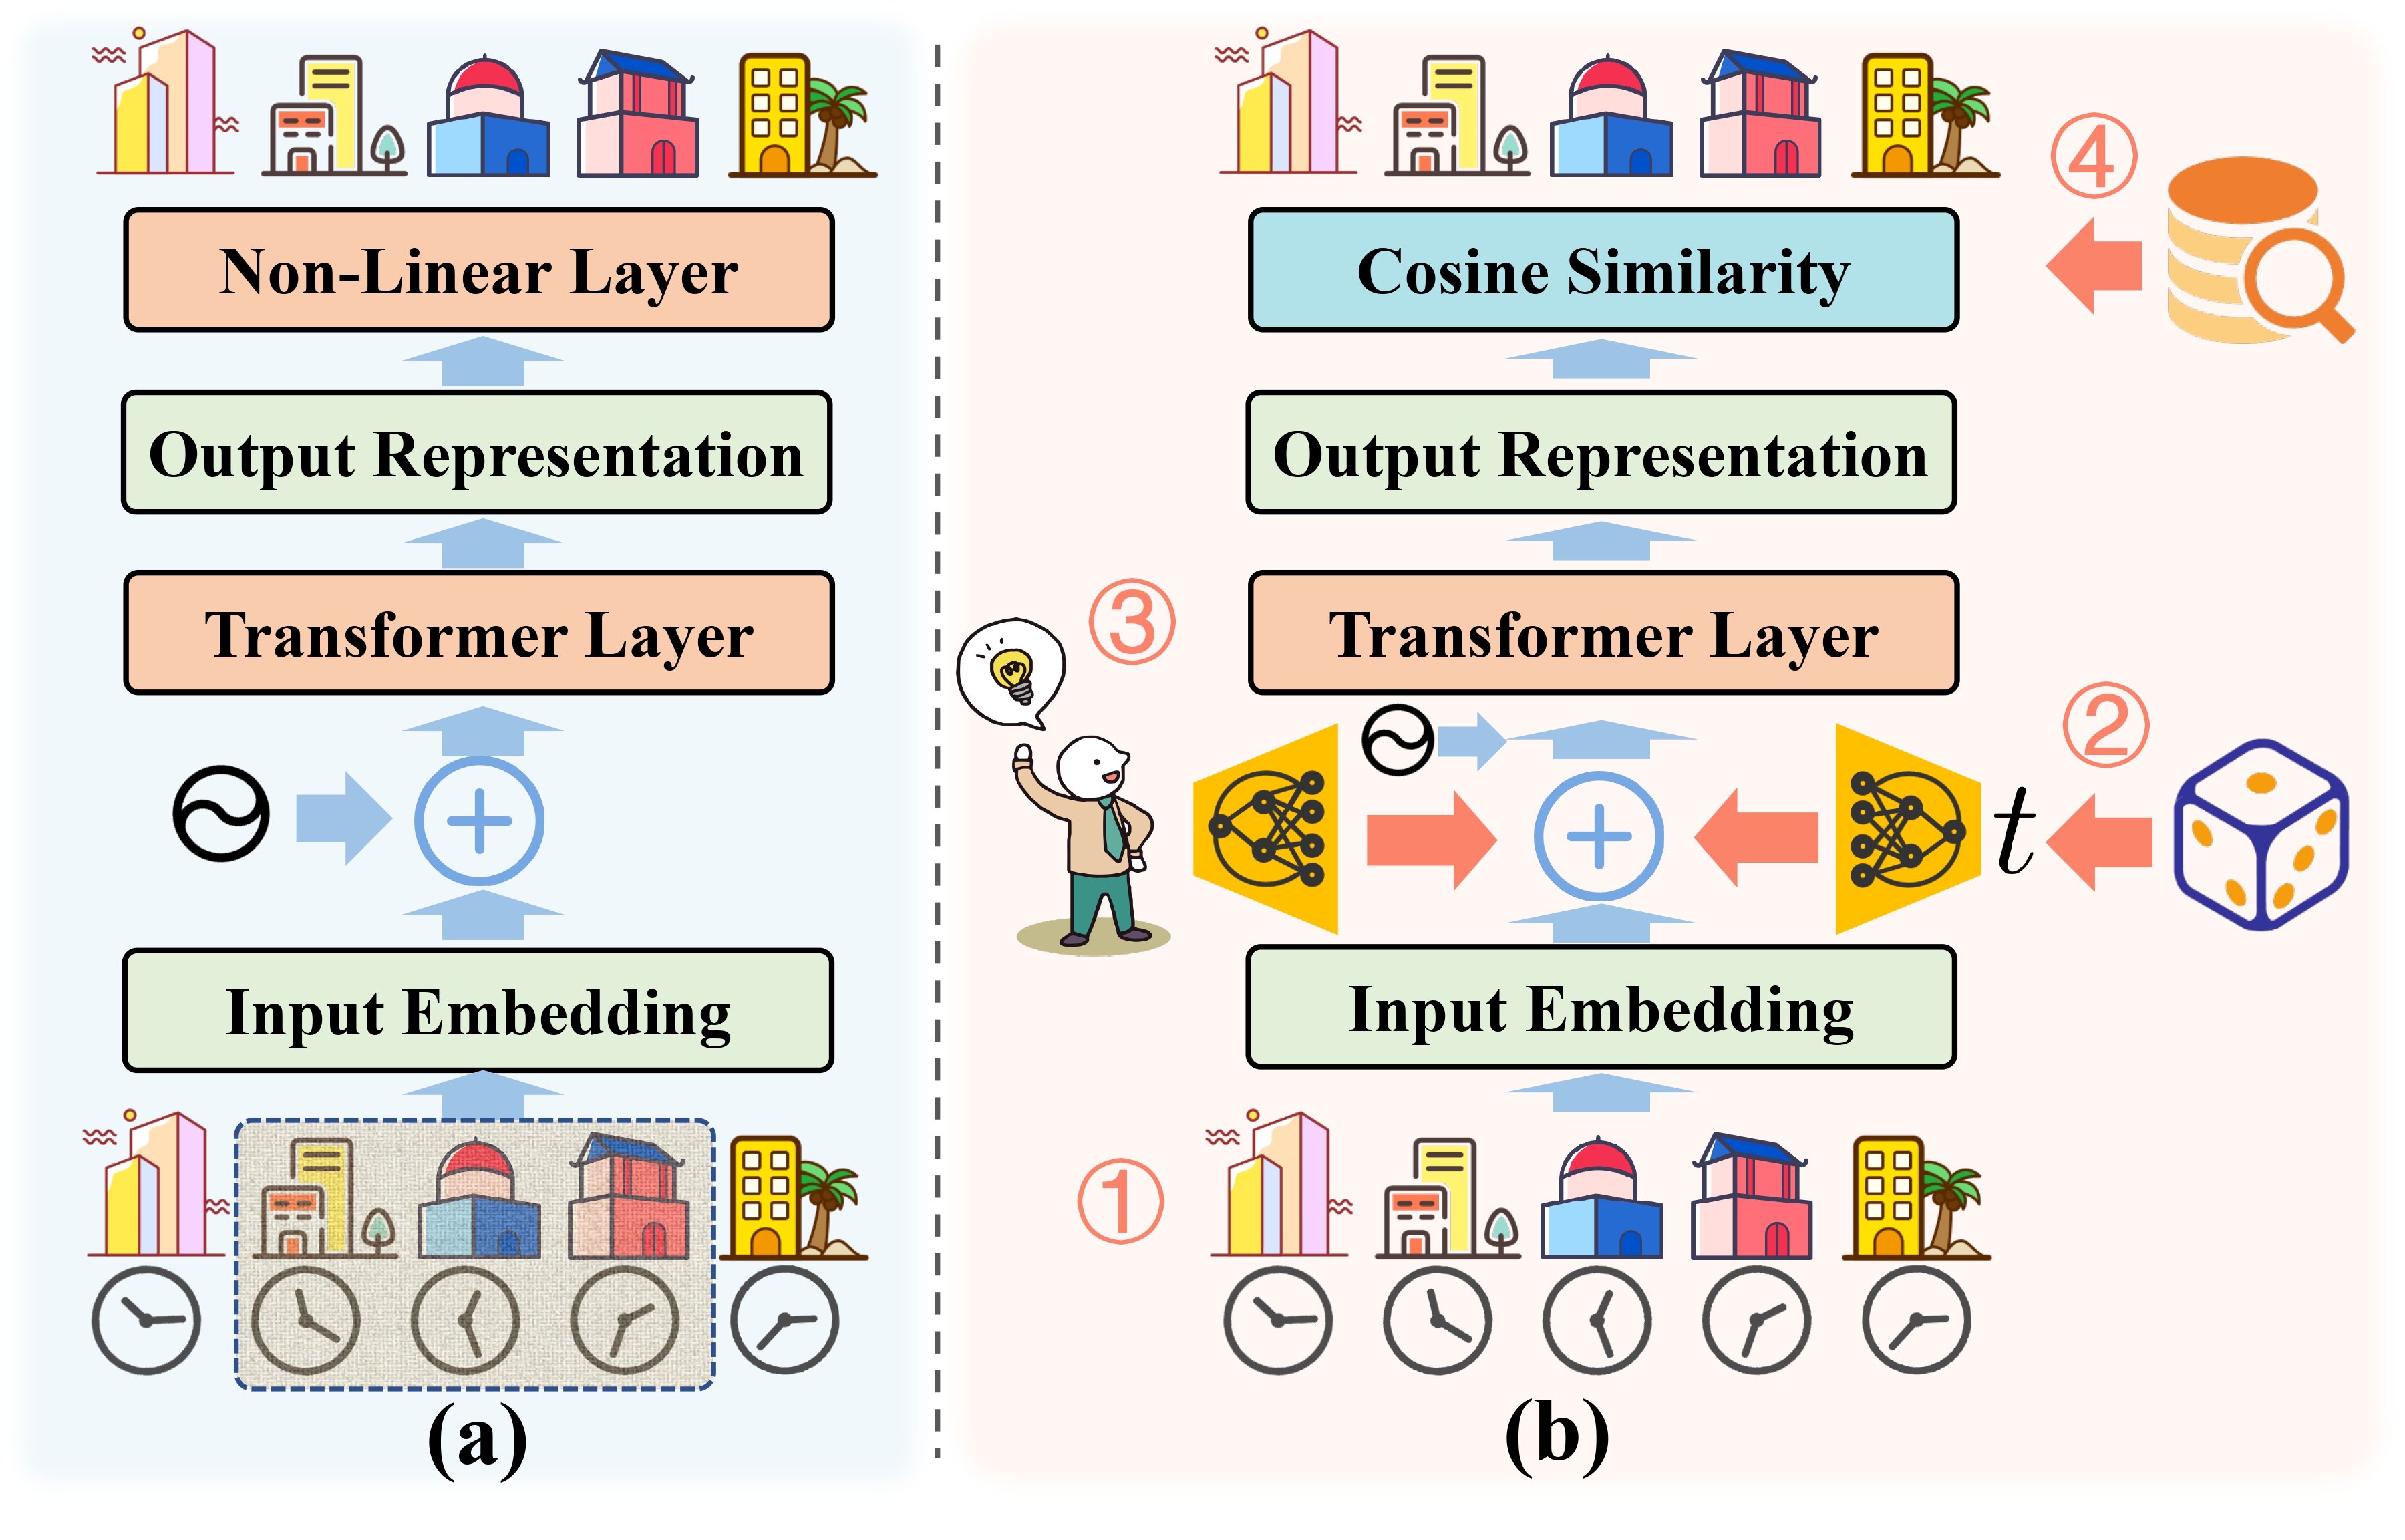 Non-Linear Layer
Output Representation
Transformer Layer
Input Embedding
(a)
④
Cosine Similarity
Output Representation
③
Transformer Layer
②
t
Input Embedding
①
(b)